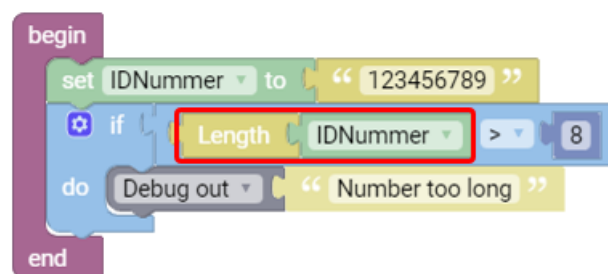 begin
set IDNummer to “ 123456789 ”
if Length IDNummer > 8
do Debug out “ Number too long ”
end